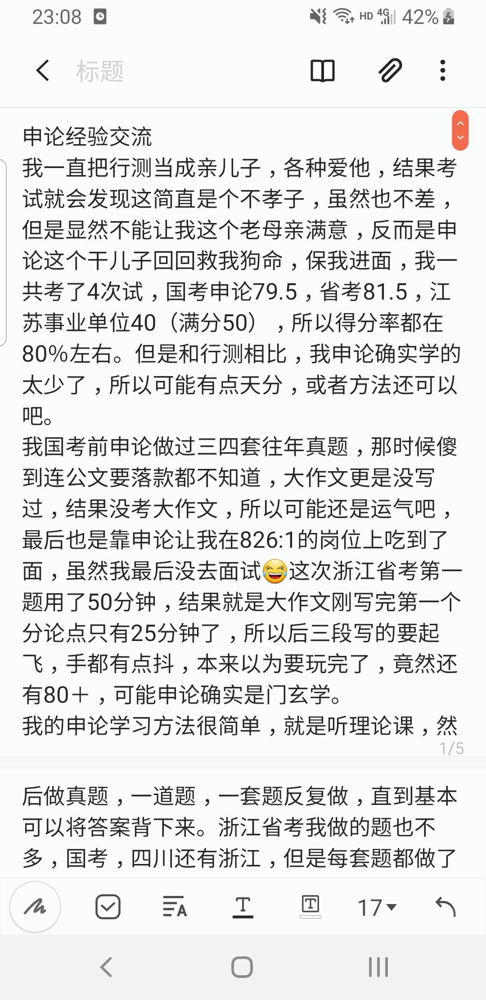 23:08
HD 4G 42%
标题
申论经验交流
我一直把行测当成亲儿子，各种爱他，结果考
试就会发现这简直是个不孝子，虽然也不差，
但是显然不能让我这个老母亲满意，反而是申
论这个干儿子回回救我狗命，保我进面，我一
共考了4次试，国考申论79.5，省考81.5，江
苏事业单位40（满分50），所以得分率都在
80%左右。但是和行测相比，我申论确实学的
太少了，所以可能有点天分，或者方法还可以
吧。
我国考前申论做过三四套往年真题，那时候傻
到连公文要落款都不知道，大作文更是没写
过，结果没考大作文，所以可能还是运气吧，
最后也是靠申论让我在826:1的岗位上吃到了
面，虽然我最后没去面试😂这次浙江省考第一
题用了50分钟，结果就是大作文刚写完第一个
分论点只有25分钟了，所以后三段写的要起
飞，手都有点抖，本来以为要玩完了，竟然还
有80＋，可能申论确实是门玄学。
我的申论学习方法很简单，就是听理论课，然
1/5
后做真题，一道题，一套题反复做，直到基本
可以将答案背下来。浙江省考我做的题也不
多，国考，四川还有浙江，但是每套题都做了
17